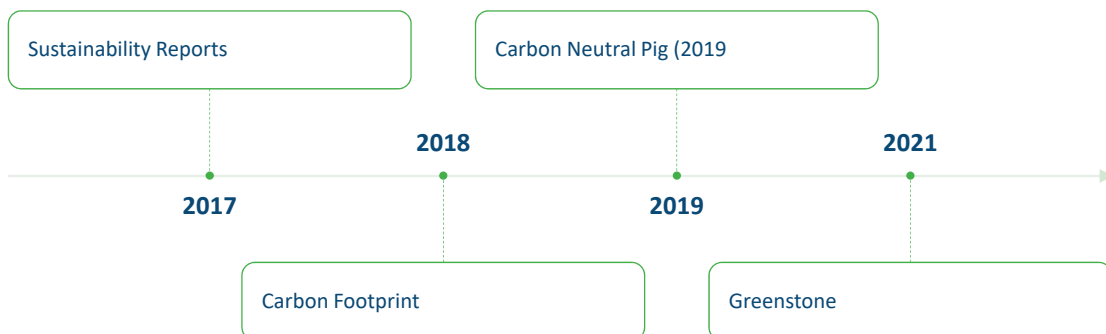 Sustainability Reports
Carbon Neutral Pig (2019
2018
2021
2017
2019
Carbon Footprint
Greenstone